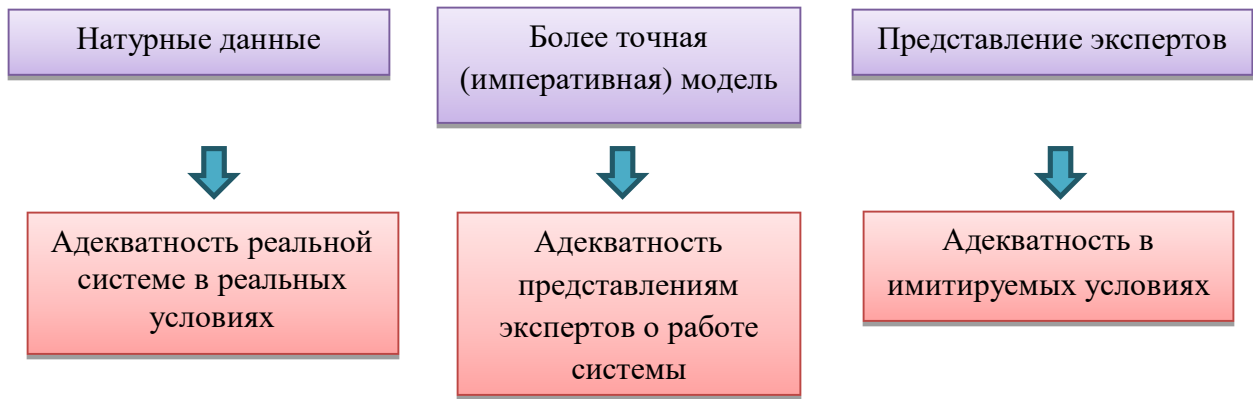 Натурные данные
Более точная
(императивная) модель
Представление экспертов
Адекватность реальной
системе в реальных
условиях
Адекватность
представлениям
экспертов о работе
системы
Адекватность в
имитируемых условиях